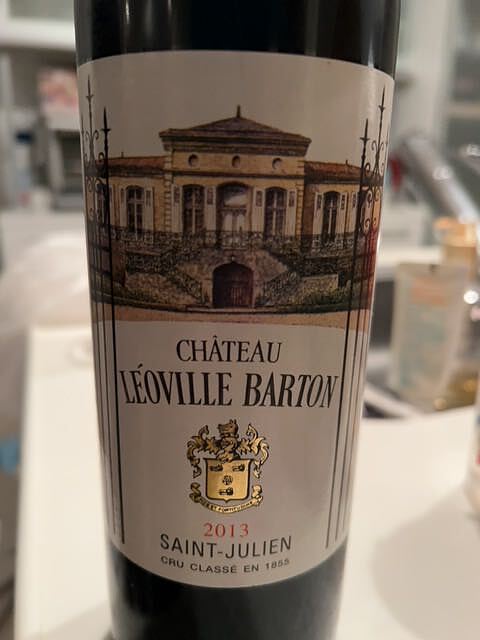 CHÂTEAU
LÉOVILLE BARTON
2013
SAINT-JULIEN
CRU CLASSÉ EN 1855